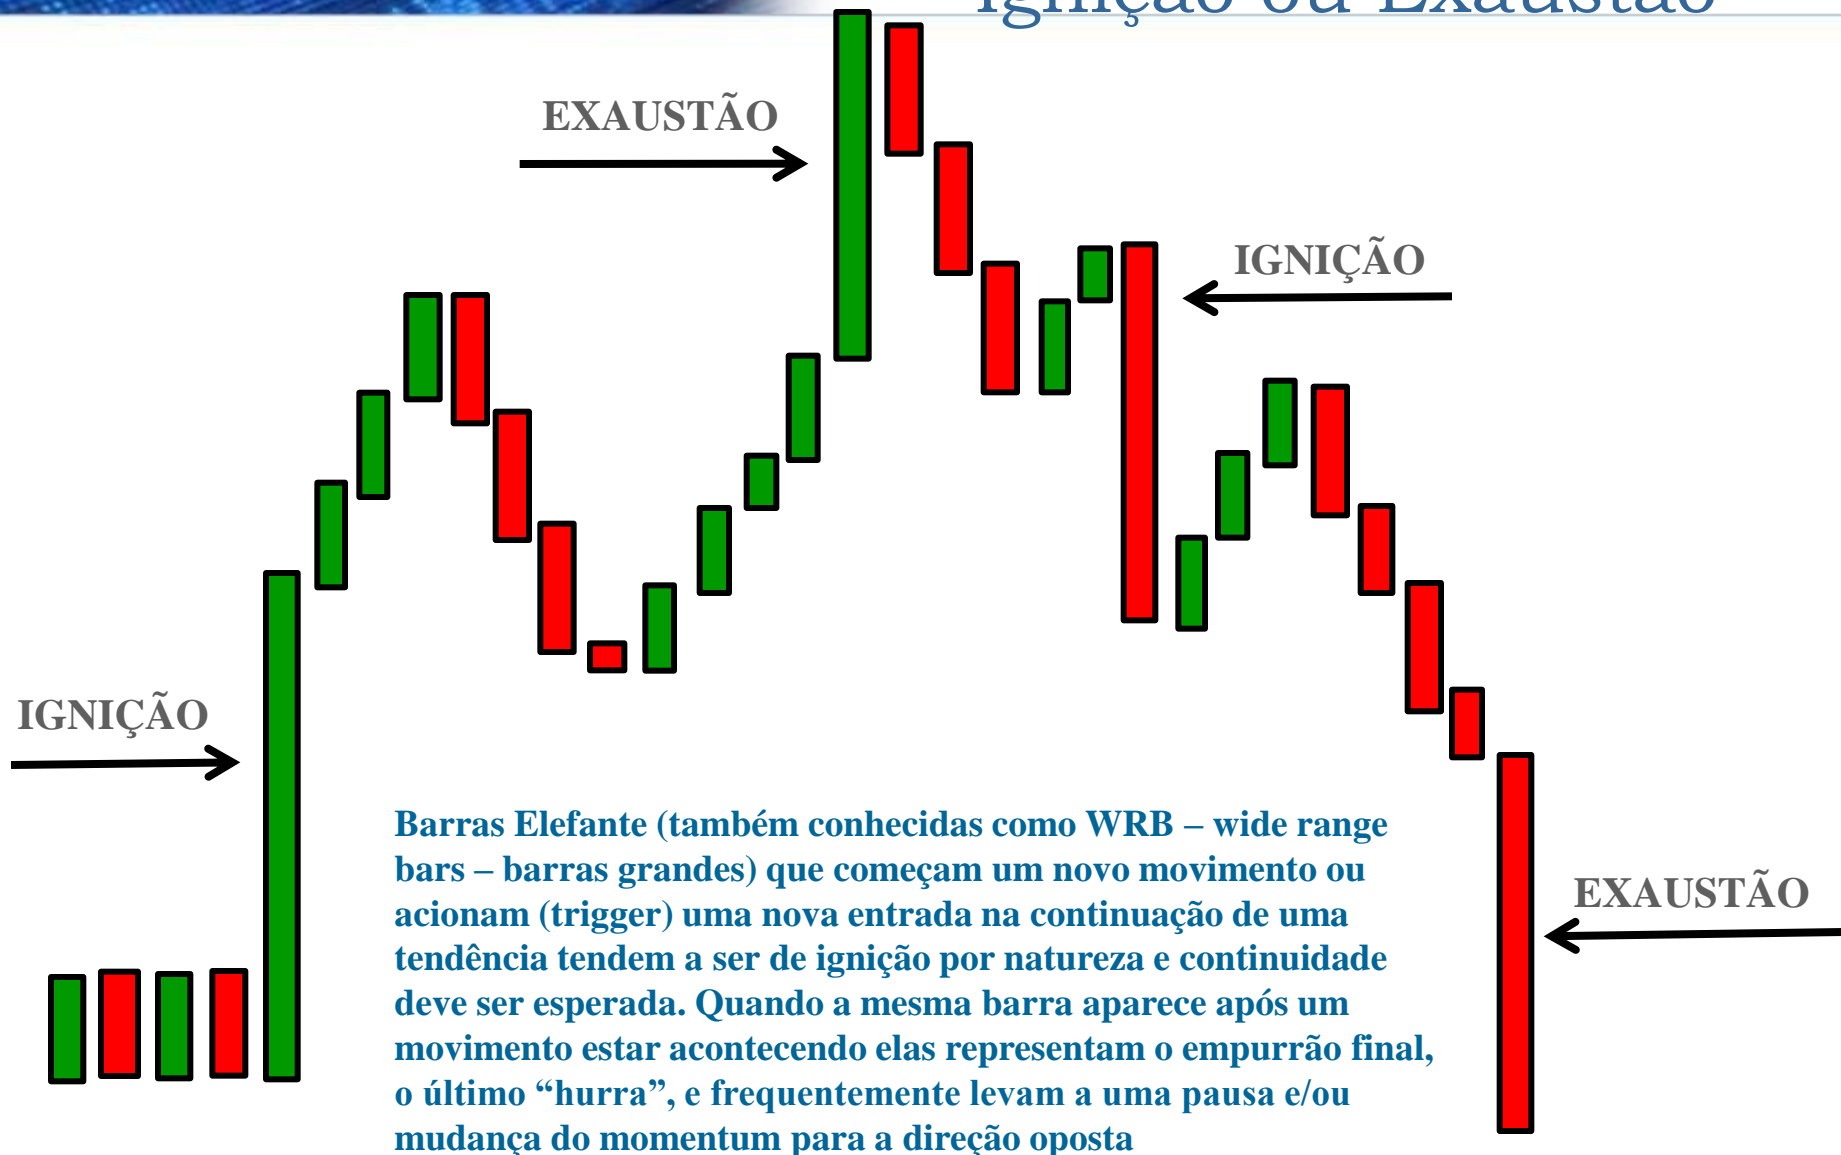 Ignição ou Exaustão
EXAUSTÃO
IGNIÇÃO
IGNIÇÃO
EXAUSTÃO
Barras Elefante (também conhecidas como WRB – wide range
bars – barras grandes) que começam um novo movimento ou
acionam (trigger) uma nova entrada na continuação de uma
tendência tendem a ser de ignição por natureza e continuidade
deve ser esperada. Quando a mesma barra aparece após um
movimento estar acontecendo elas representam o empurrão final,
o último “hurra”, e frequentemente levam a uma pausa e/ou
mudança do momentum para a direção oposta